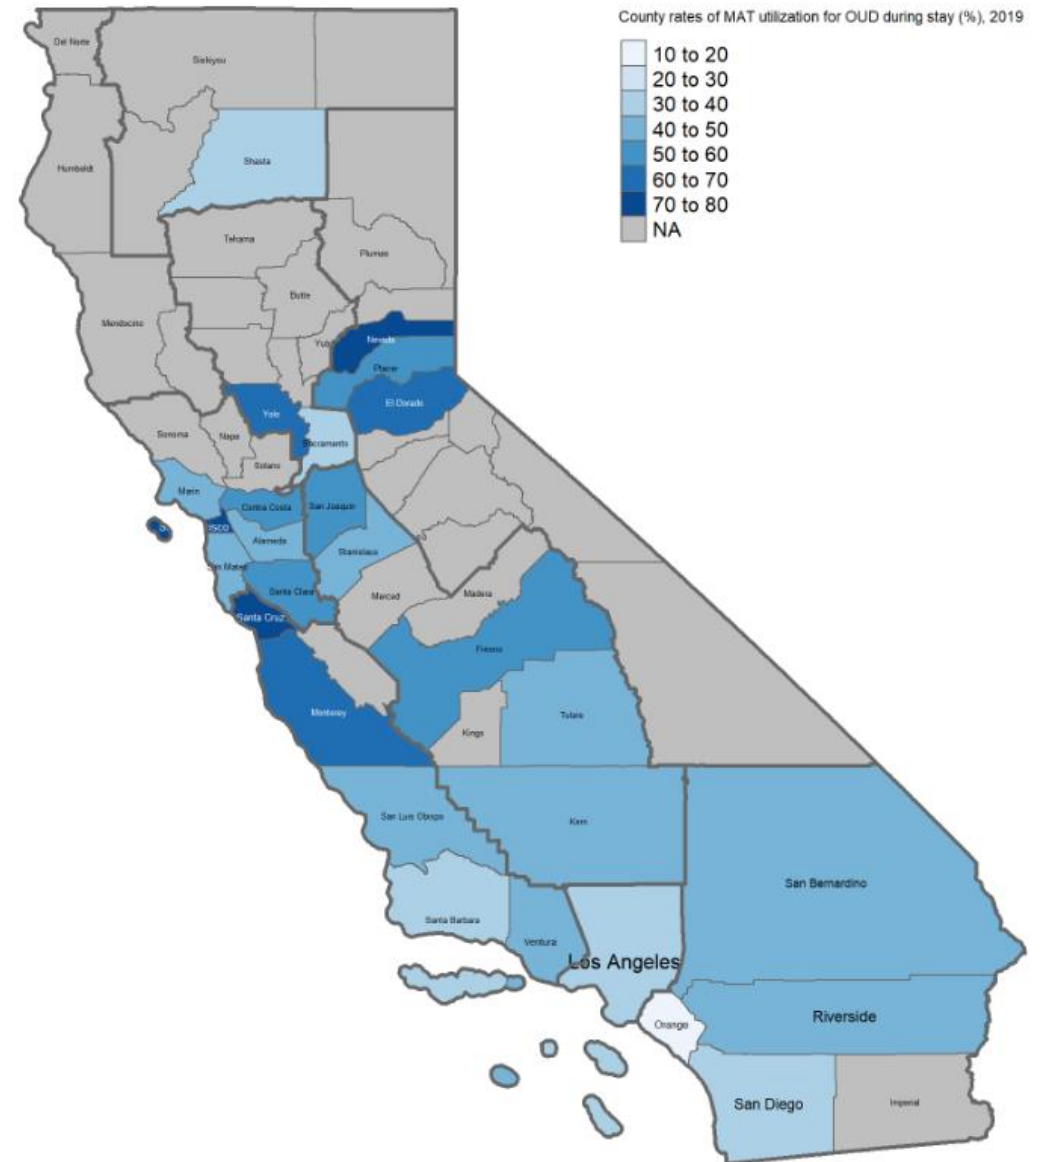 County rates of MAT utilization for OUD during stay (%), 2019
10 to 20
20 to 30
30 to 40
40 to 50
50 to 60
60 to 70
70 to 80
NA
Del Norte
Siskiyou
Humboldt
Shasta
Tehama
Plumas
Butte
Mendocino
Yub
Nevada
Placer
El Dorado
Yolo
Sacramento
Sonoma
Napa
Solano
Marin
Contra Costa
San Joaquin
isco
Alameda
Stanislaus
San Mateo
Santa Clara
Merced
Madera
Santa Cruz
Fresno
Monterey
Kings
Tulare
San Luis Obispo
Kern
San Bernardino
Santa Barbara
Ventura
Los Angeles
Riverside
Orange
San Diego
Imperial